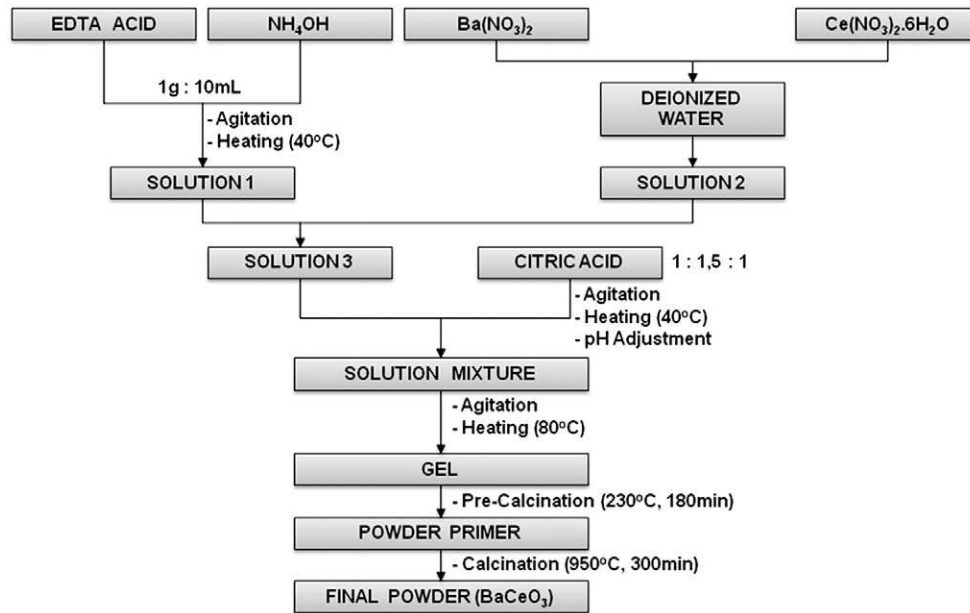 EDTA ACID
NH₄OH
Ba(NO₃)₂
Ce(NO₃)₂.6H₂O
1g : 10mL
- Agitation
- Heating (40ºC)
DEIONIZED
WATER
SOLUTION 1
SOLUTION 2
SOLUTION 3
CITRIC ACID
1 : 1,5 : 1
- Agitation
- Heating (40ºC)
- pH Adjustment
SOLUTION MIXTURE
- Agitation
- Heating (80ºC)
GEL
- Pre-Calcination (230ºC, 180min)
POWDER PRIMER
- Calcination (950ºC, 300min)
FINAL POWDER (BaCeO₃)